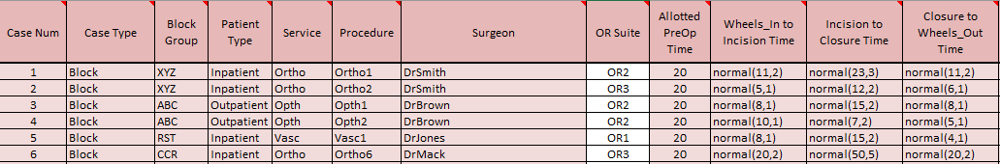 Case Num Case Type Block Group Patient Type Service Procedure Surgeon OR Suite Allotted PreOp Time Wheels_In to Incision Time Incision to Closure Time Closure to Wheels_Out Time
1 Block XYZ Inpatient Ortho Ortho1 DrSmith OR2 20 normal(11,2) normal(23,3) normal(11,2)
2 Block XYZ Inpatient Ortho Ortho2 DrSmith OR3 20 normal(5,1) normal(12,2) normal(6,1)
3 Block ABC Outpatient Opth Opth1 DrBrown OR2 20 normal(8,1) normal(15,2) normal(8,1)
4 Block ABC Outpatient Opth Opth2 DrBrown OR2 20 normal(10,1) normal(7,2) normal(5,1)
5 Block RST Inpatient Vasc Vasc1 DrJones OR1 20 normal(8,1) normal(15,2) normal(4,1)
6 Block CCR Inpatient Ortho Ortho6 DrMack OR3 20 normal(20,2) normal(50,5) normal(20,2)